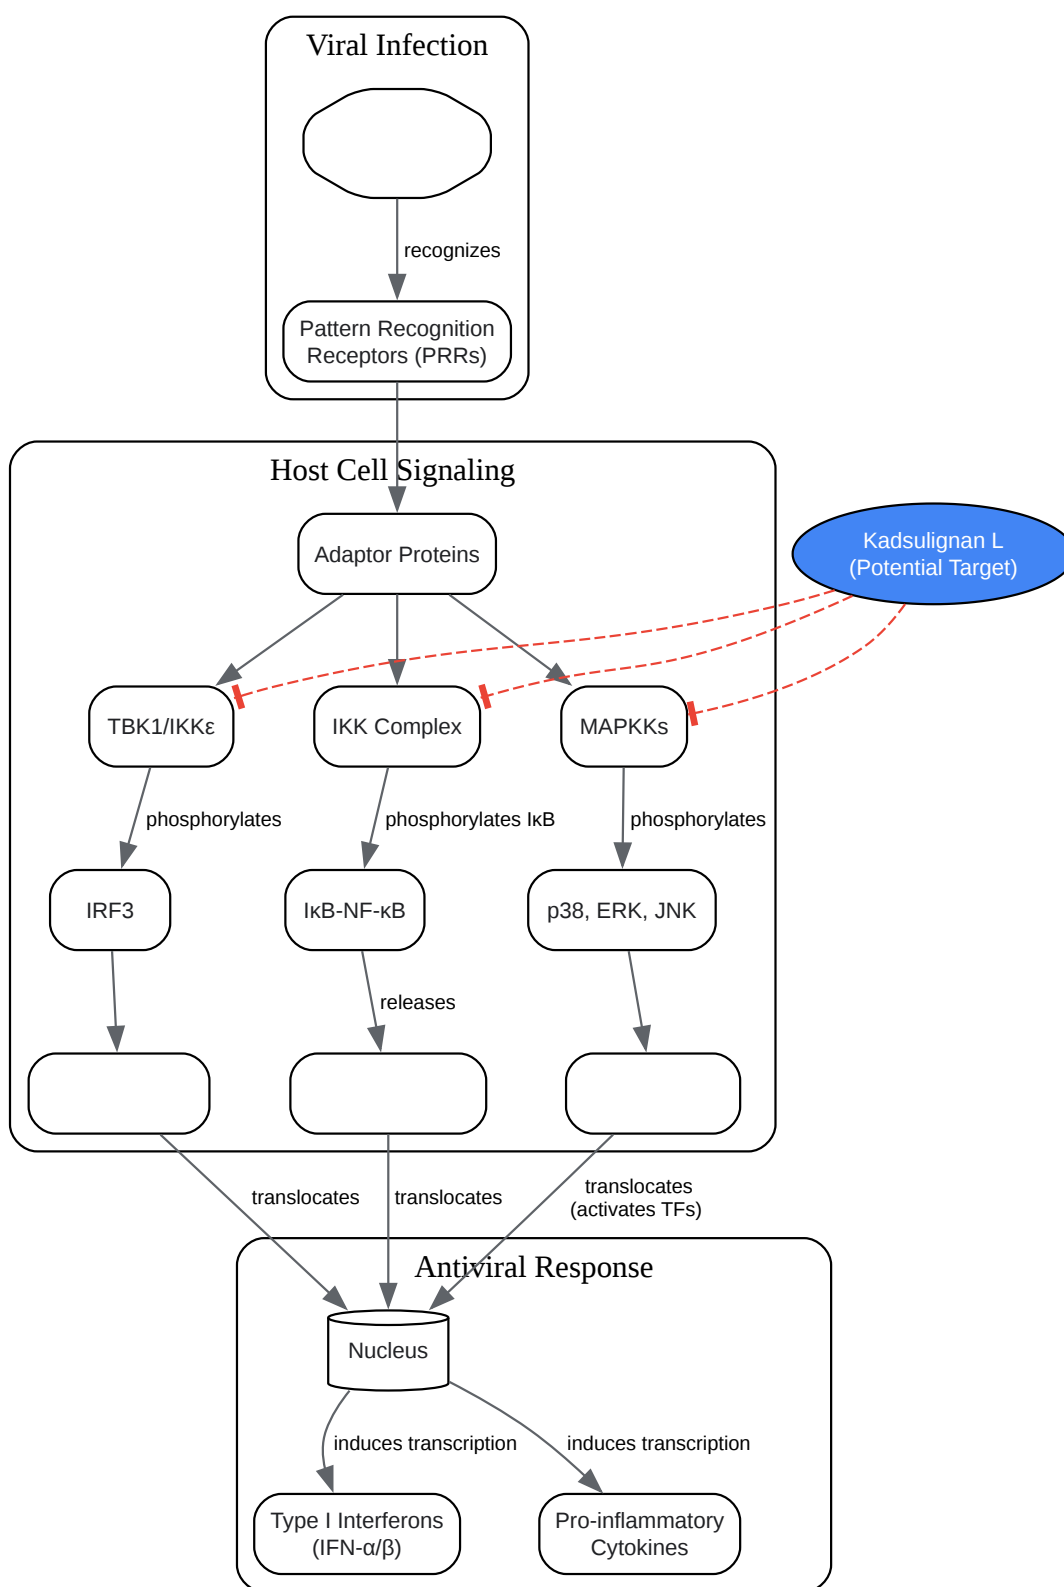 Viral Infection
recognizes
Pattern Recognition
Receptors (PRRs)
Host Cell Signaling
Adaptor Proteins
Kadsulignan L
(Potential Target)
TBK1/IKKε
IKK Complex
MAPKKs
phosphorylates
phosphorylates IκB
phosphorylates
IRF3
IκB-NF-κB
p38, ERK, JNK
releases
translocates
translocates
translocates
(activates TFs)
Antiviral Response
Nucleus
induces transcription
induces transcription
Type I Interferons
(IFN-α/β)
Pro-inflammatory
Cytokines